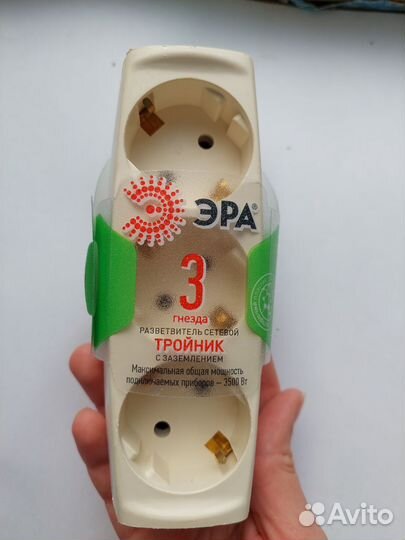 ЭРА®
3
гнезда
РАЗВЕТВИТЕЛЬ СЕТЕВОЙ
ТРОЙНИК
С ЗАЗЕМЛЕНИЕМ
Максимальная общая мощность
подключаемых приборов – 3500 Вт
Avito